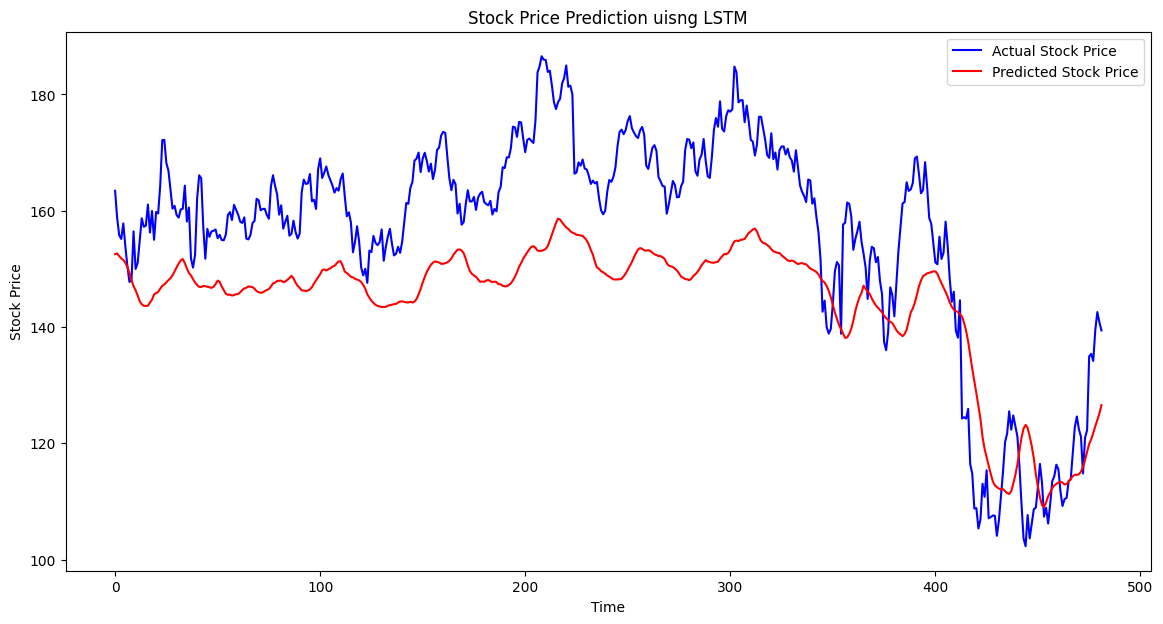 Stock Price Prediction uisng LSTM
Actual Stock Price
Predicted Stock Price
180
160
140
120
100
Stock Price
0
100
200
300
400
500
Time